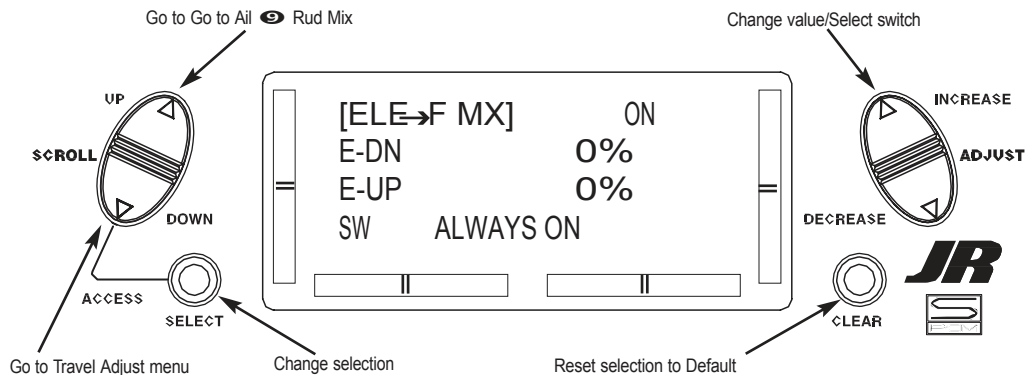 Go to Go to Ail ❾ Rud Mix
Change value/Select switch
UP
SCROLL
DOWN
ACCESS
SELECT
[ELE→F MX] ON
E-DN 0%
E-UP 0%
SW ALWAYS ON
INCREASE
ADJUST
DECREASE
CLEAR
JR
S
PCM
Go to Travel Adjust menu
Change selection
Reset selection to Default